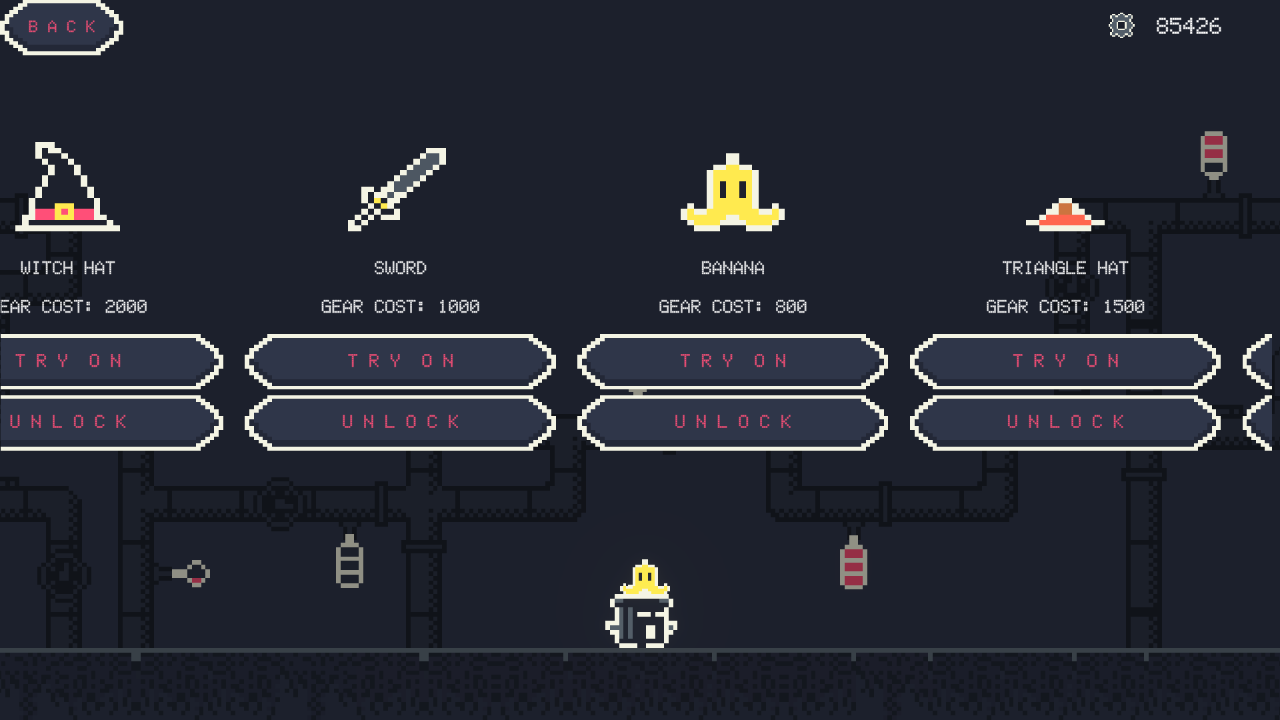 BACK
85426
WITCH HAT
SWORD
BANANA
TRIANGLE HAT
EAR COST: 2000
GEAR COST: 1000
GEAR COST: 800
GEAR COST: 1500
TRY ON
TRY ON
TRY ON
TRY ON
UNLOCK
UNLOCK
UNLOCK
UNLOCK